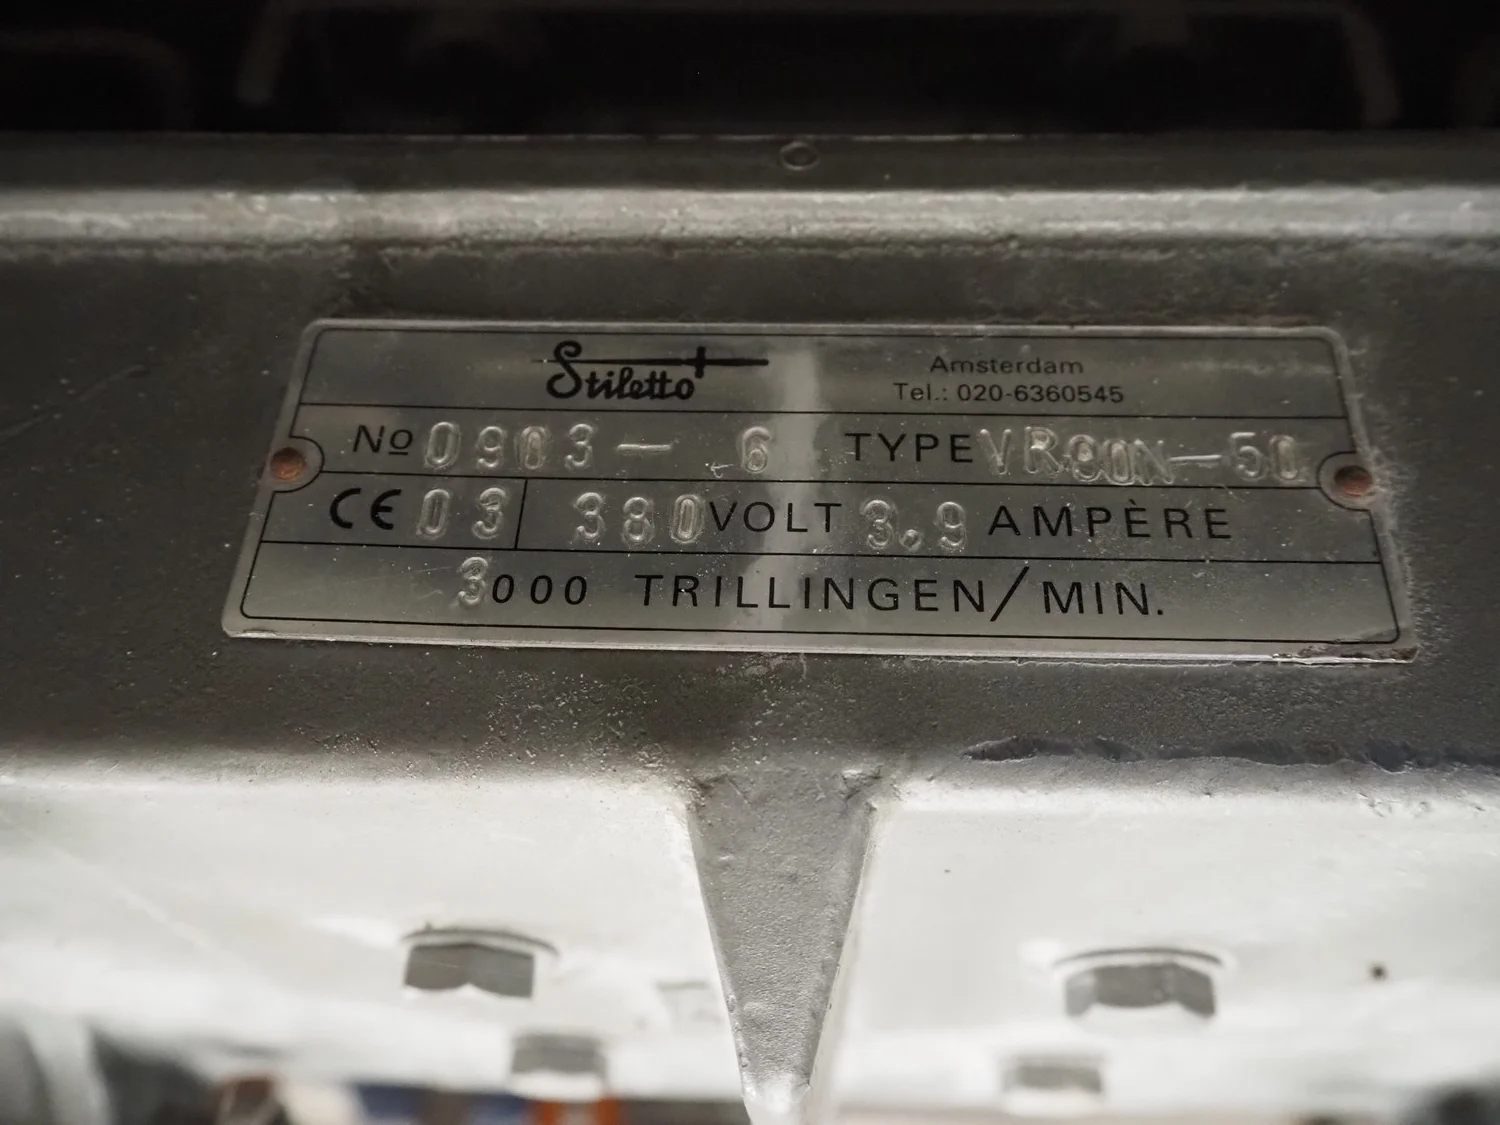 Stiletto
Amsterdam
Tel.: 020-6360545
No 0903- 6 TYPE VR80N-50
CE 03 380 VOLT 3.9 AMPÈRE
3000 TRILLINGEN/MIN.